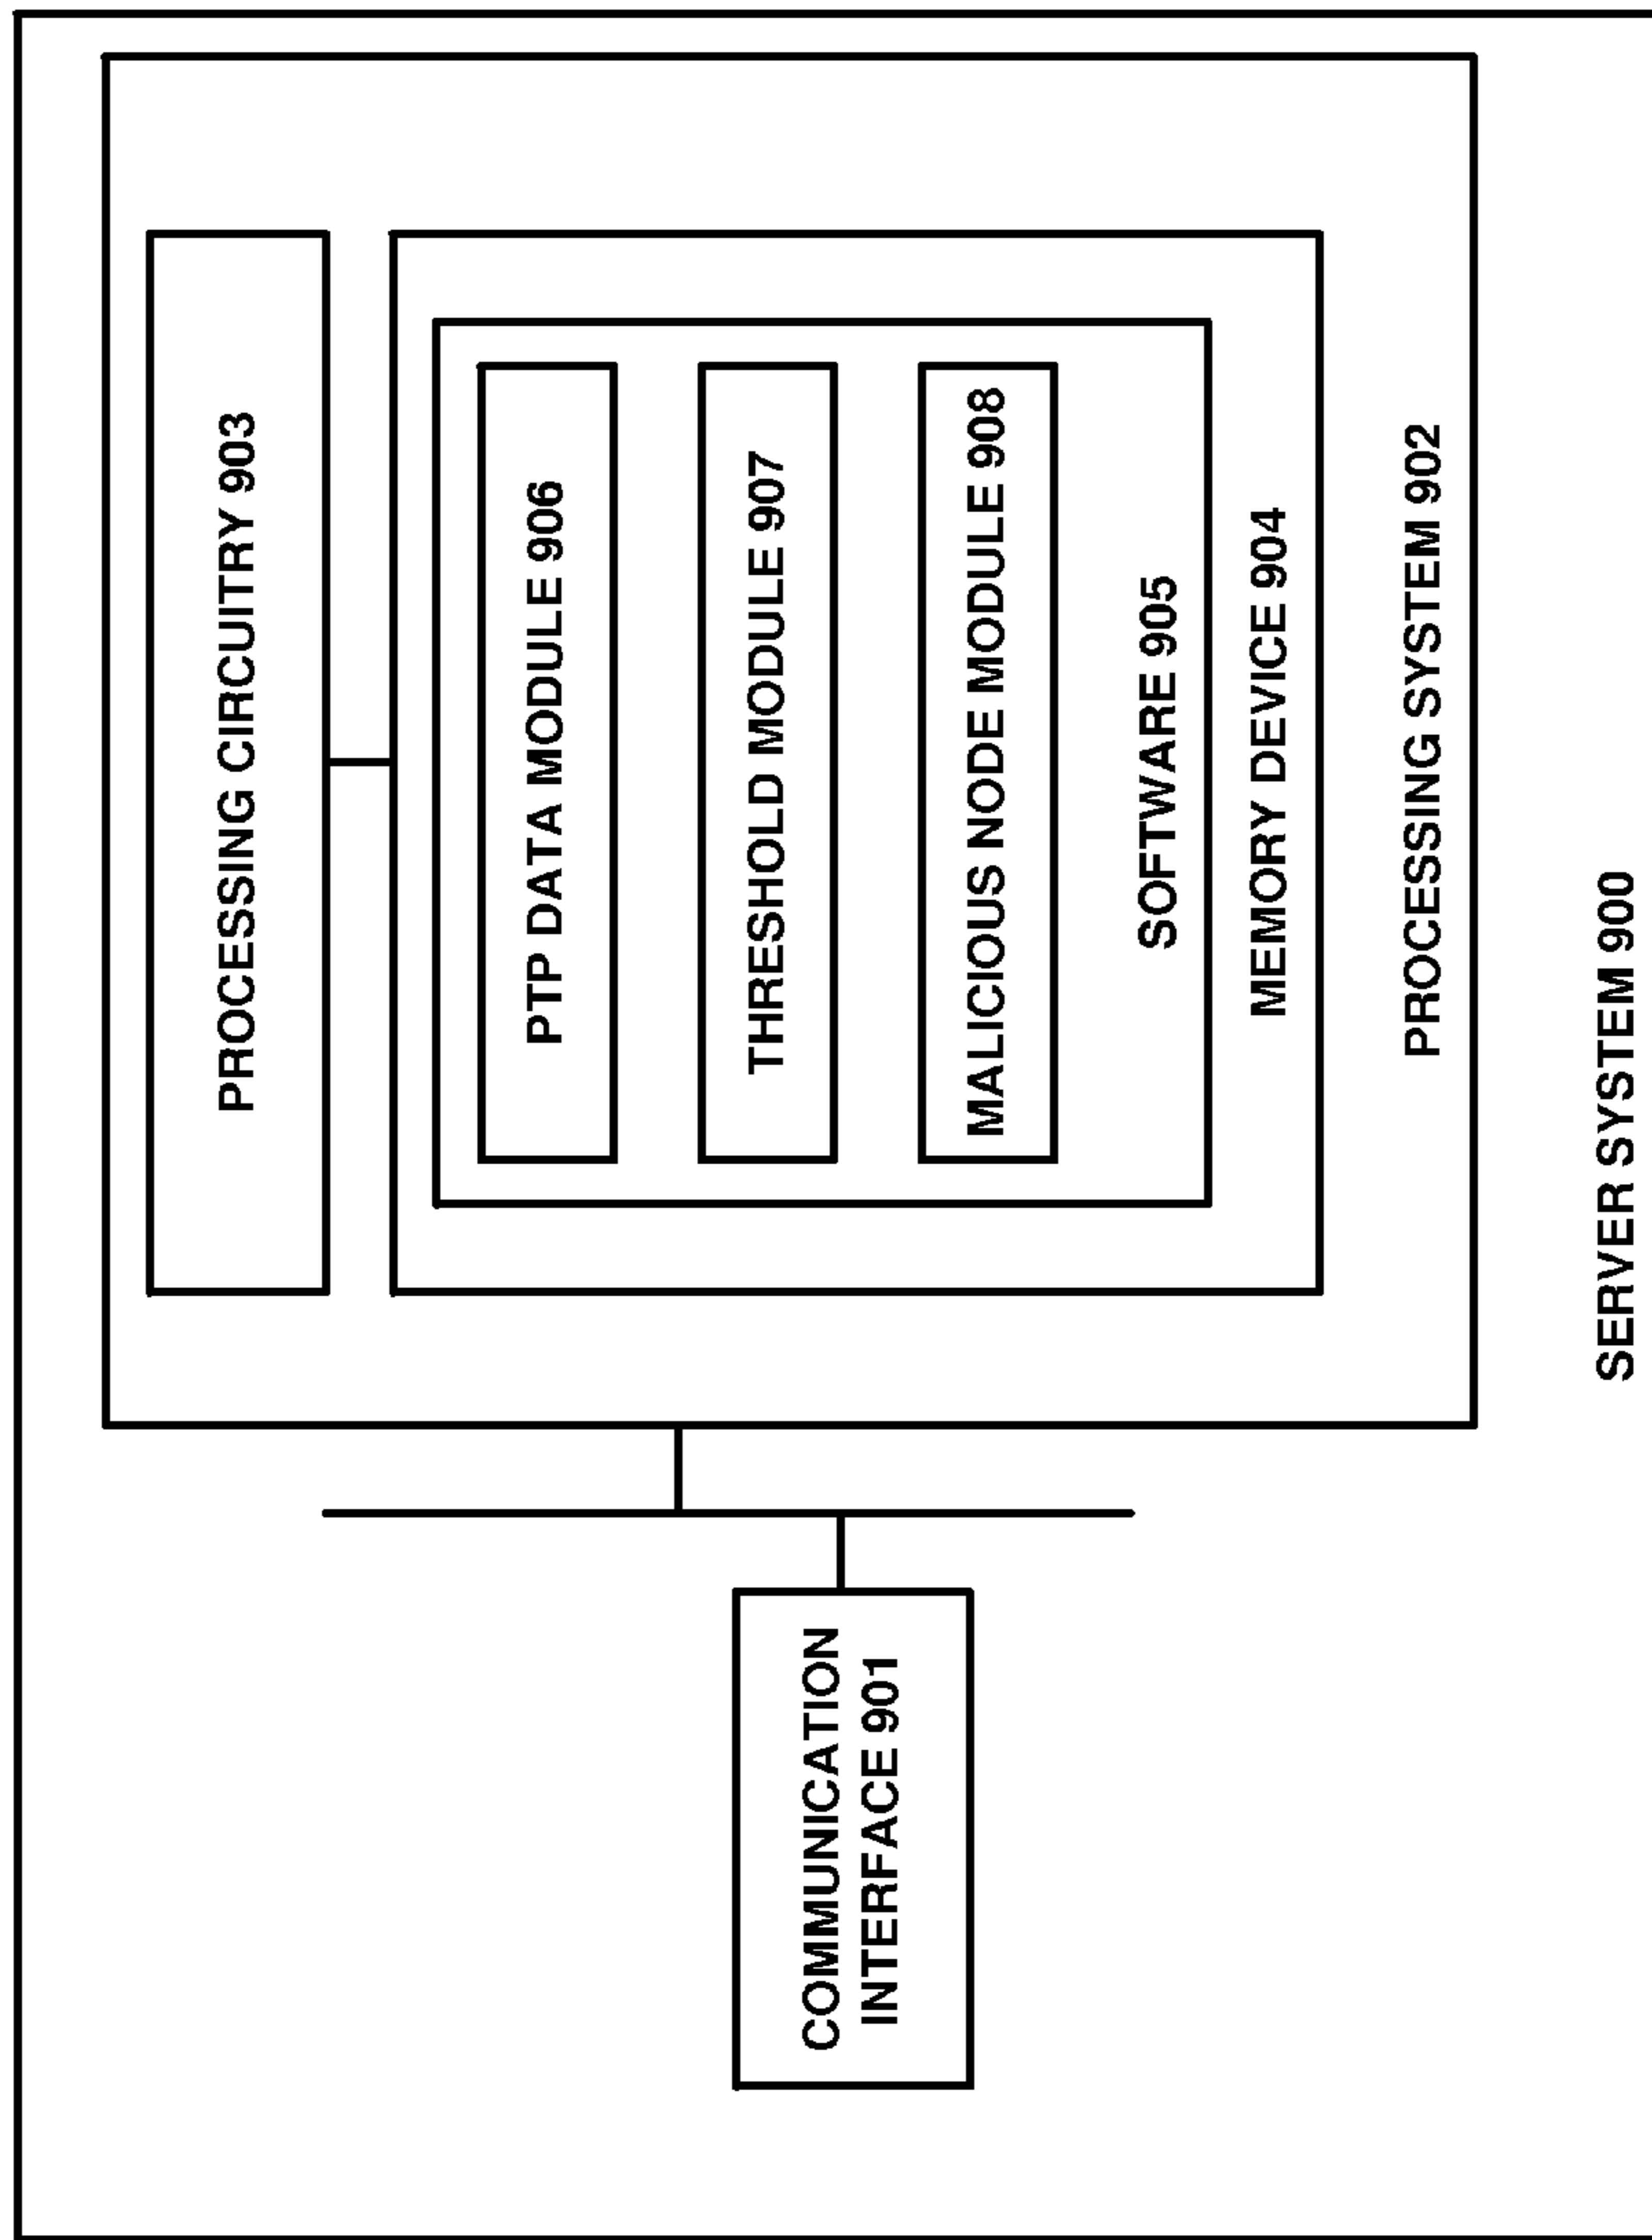 PROCESSING CIRCUITRY 903
PTP DATA MODULE 906
THRESHOLD MODULE 907
MALICIOUS NODE MODULE 908
SOFTWARE 905
MEMORY DEVICE 904
PROCESSING SYSTEM 902
COMMUNICATION
INTERFACE 901
SERVER SYSTEM 900